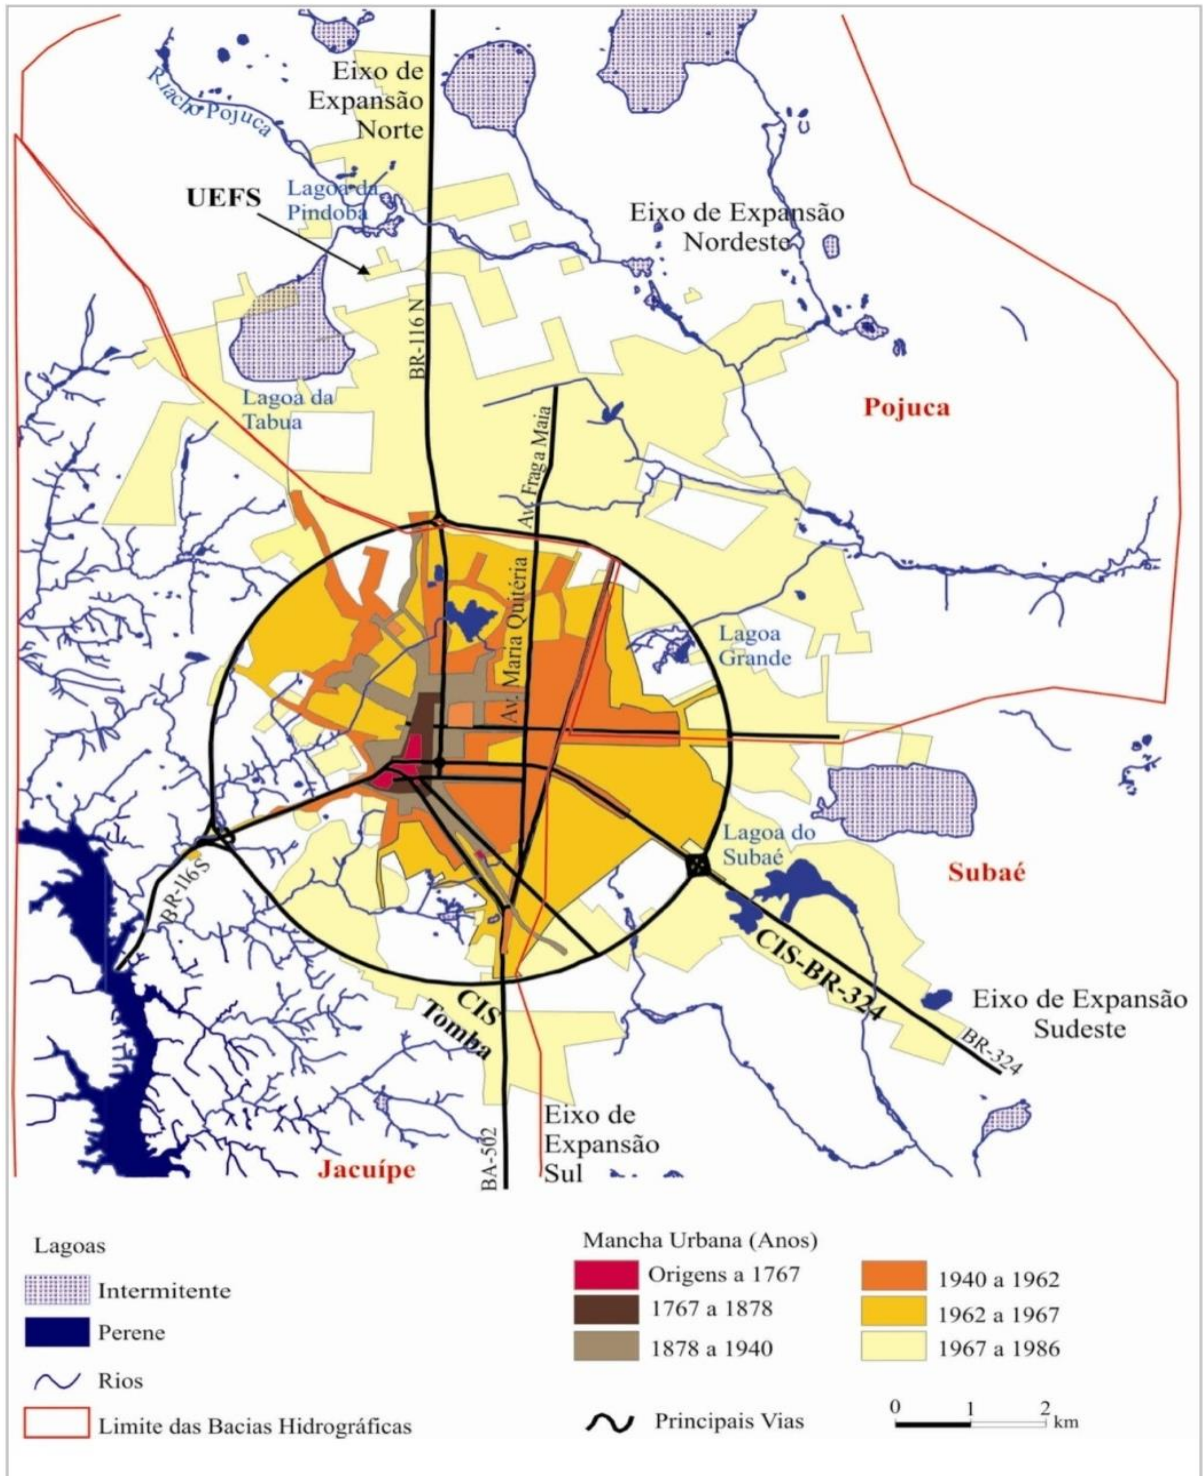 Eixo de
Expansão
Norte
Riacho Pojuca
UEFS
Lagoa da
Pindoba
Eixo de Expansão
Nordeste
BR-116 N
Lagoa da
Tabua
Av. Fraga Maia
Pojuca
Av. Maria Quitéria
Lagoa
Grande
Lagoa do
Subaé
Subaé
BR-116 S
CIS-BR-324
CIS
Tomba
Eixo de Expansão
Sudeste
BR-324
Eixo de
Expansão
Sul
BA-502
Jacuípe
Lagoas
Intermitente
Perene
Rios
Limite das Bacias Hidrográficas
Mancha Urbana (Anos)
Origens a 1767
1767 a 1878
1878 a 1940
1940 a 1962
1962 a 1967
1967 a 1986
Principais Vias
0 1 2
km